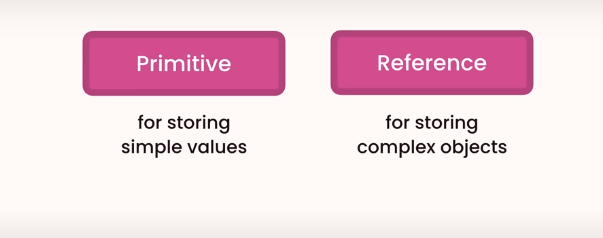 Primitive
for storing
simple values
Reference
for storing
complex objects